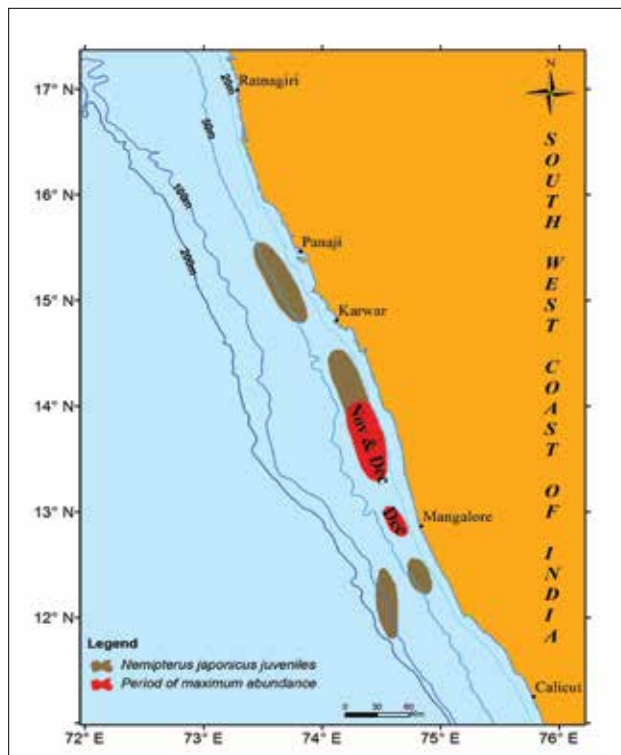 N
SOUTH WEST COAST OF INDIA
17° N
16° N
15° N
14° N
13° N
12° N
20m
50m
100m
200m
Ratnagiri
Panaji
Karwar
Nov & Dec
Dec
Mangalore
Calicut
Legend
Nemipterus japonicus juveniles
Period of maximum abundance
0
72° E
73° E
74° E
75° E
76° E